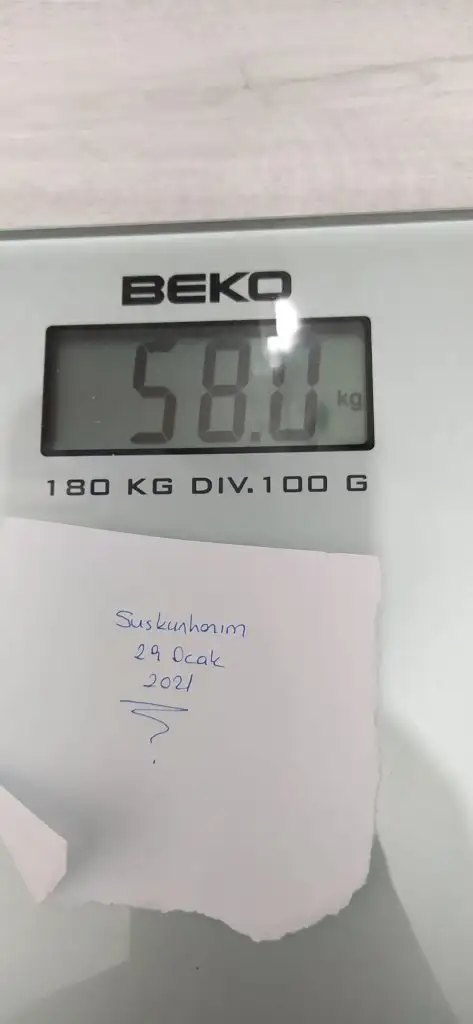 BEKO
58.0 kg
180 KG DIV.100 G
Suskunhanım
29 Ocak
2021
?